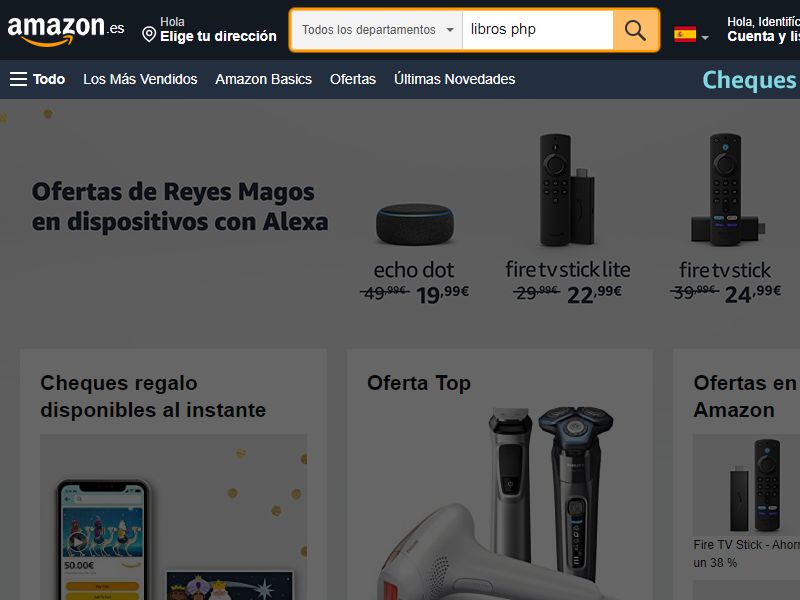 amazon.es
Hola
Elige tu dirección
Todos los departamentos
libros php
Hola, Identific
Cuenta y lis
Todo
Los Más Vendidos
Amazon Basics
Ofertas
Últimas Novedades
Cheques
Ofertas de Reyes Magos
en dispositivos con Alexa
echo dot
49,99€ 19,99€
fire tv stick lite
29,99€ 22,99€
fire tv stick
39,99€ 24,99€
Cheques regalo
disponibles al instante
50.00€
Oferta Top
PHILIPS
Ofertas en
Amazon
Fire TV Stick - Ahorr
un 38 %